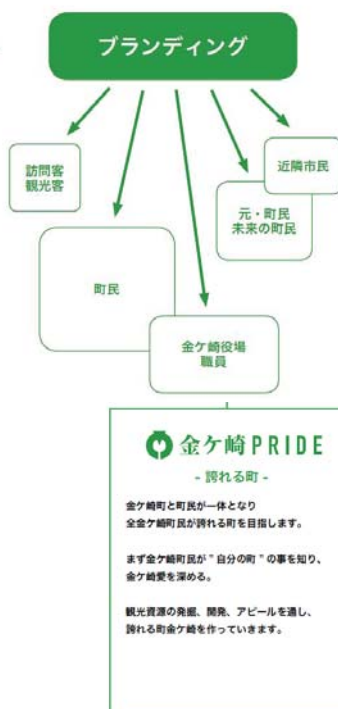 ブランディング
訪問客
観光客
近隣市民
元・町民
未来の町民
町民
金ケ崎役場
職員
金ケ崎PRIDE
- 誇れる町 -
金ケ崎町と町民が一体となり
全金ケ崎町民が誇れる町を目指します。
まず金ケ崎町民が＂自分の町＂の事を知り、
金ケ崎愛を深める。
観光資源の発掘、開発、アピールを通し、
誇れる町金ケ崎を作っていきます。